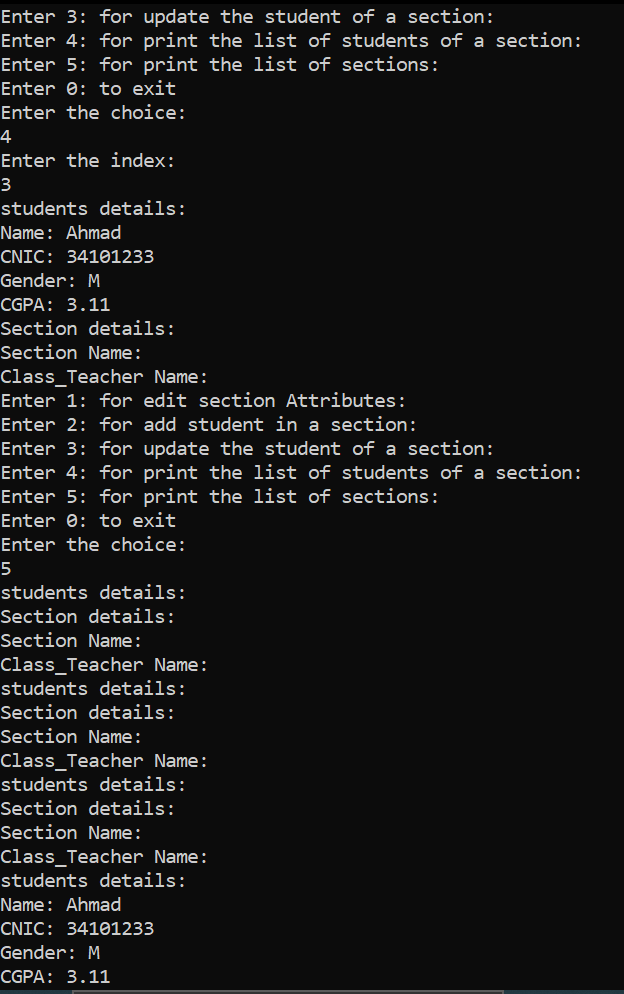 Enter 3: for update the student of a section:
Enter 4: for print the list of students of a section:
Enter 5: for print the list of sections:
Enter 0: to exit
Enter the choice:
4
Enter the index:
3
students details:
Name: Ahmad
CNIC: 34101233
Gender: M
CGPA: 3.11
Section details:
Section Name:
Class_Teacher Name:
Enter 1: for edit section Attributes:
Enter 2: for add student in a section:
Enter 3: for update the student of a section:
Enter 4: for print the list of students of a section:
Enter 5: for print the list of sections:
Enter 0: to exit
Enter the choice:
5
students details:
Section details:
Section Name:
Class_Teacher Name:
students details:
Section details:
Section Name:
Class_Teacher Name:
students details:
Section details:
Section Name:
Class_Teacher Name:
students details:
Name: Ahmad
CNIC: 34101233
Gender: M
CGPA: 3.11